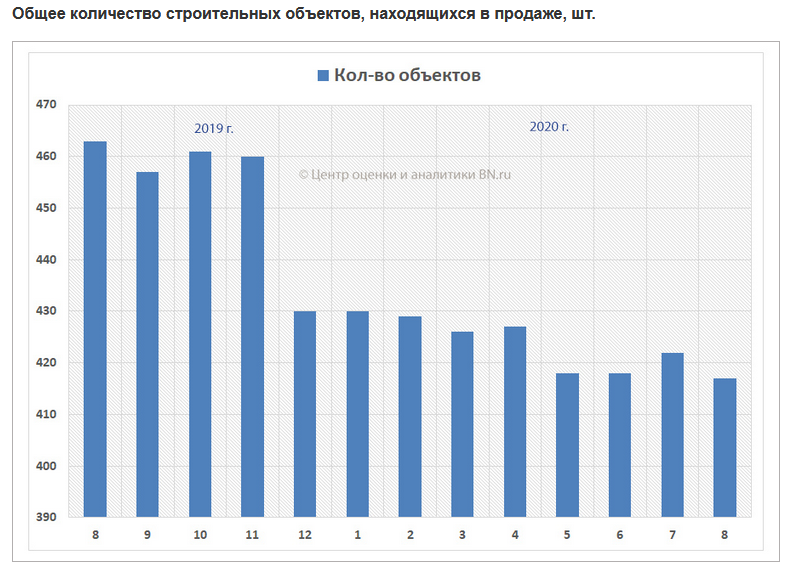 Общее количество строительных объектов, находящихся в продаже, шт.
Кол-во объектов
470
2019 г.
2020 г.
460
© Центр оценки и аналитики BN.ru
450
440
430
420
410
400
390
8 9 10 11 12 1 2 3 4 5 6 7 8